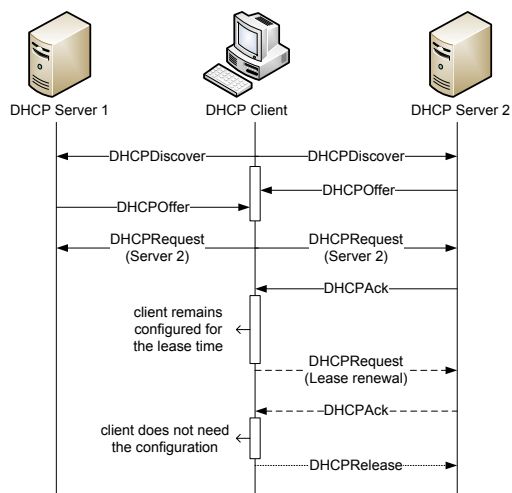 DHCP Server 1
DHCP Client
DHCP Server 2
DHCPDiscover
DHCPDiscover
DHCPOffer
DHCPOffer
DHCPRequest
(Server 2)
DHCPRequest
(Server 2)
DHCPAck
client remains
configured for
the lease time
DHCPRequest
(Lease renewal)
DHCPAck
client does not need
the configuration
DHCPRelease